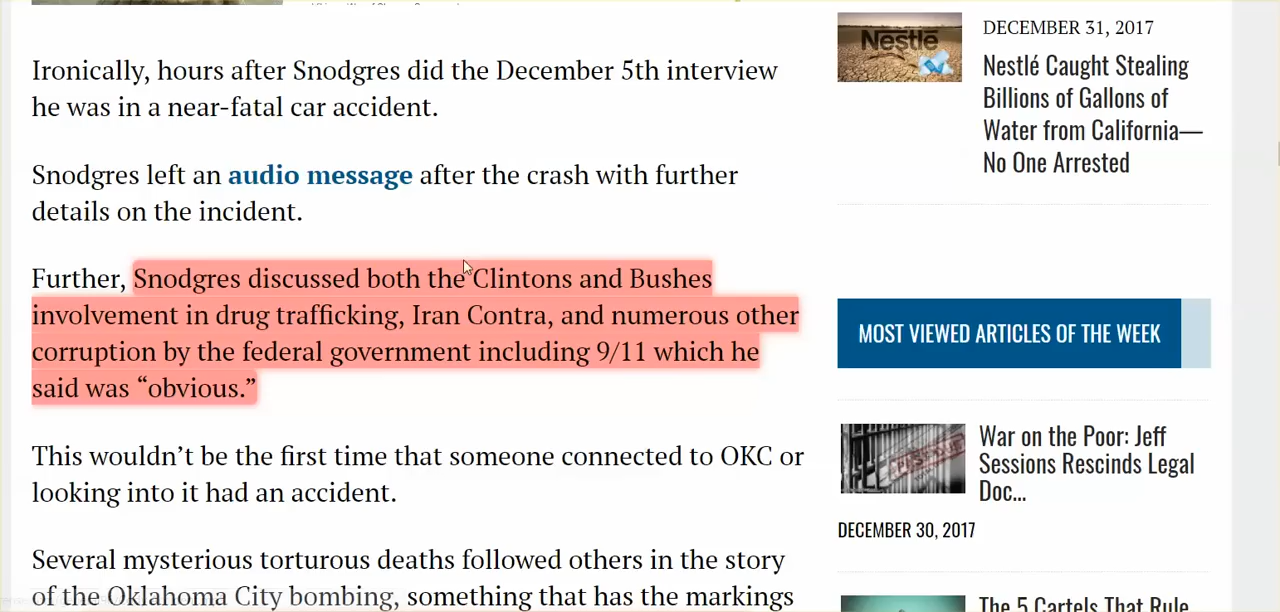 Ironically, hours after Snodgres did the December 5th interview
he was in a near-fatal car accident.
Snodgres left an audio message after the crash with further
details on the incident.
Further, Snodgres discussed both the Clintons and Bushes
involvement in drug trafficking, Iran Contra, and numerous other
corruption by the federal government including 9/11 which he
said was “obvious.”
This wouldn’t be the first time that someone connected to OKC or
looking into it had an accident.
Several mysterious torturous deaths followed others in the story
of the Oklahoma City bombing, something that has the markings
Nestlé
DECEMBER 31, 2017
Nestlé Caught Stealing
Billions of Gallons of
Water from California—
No One Arrested
MOST VIEWED ARTICLES OF THE WEEK
PAST DUE
War on the Poor: Jeff
Sessions Rescinds Legal
Doc...
DECEMBER 30, 2017
The 5 Cartels That Rule